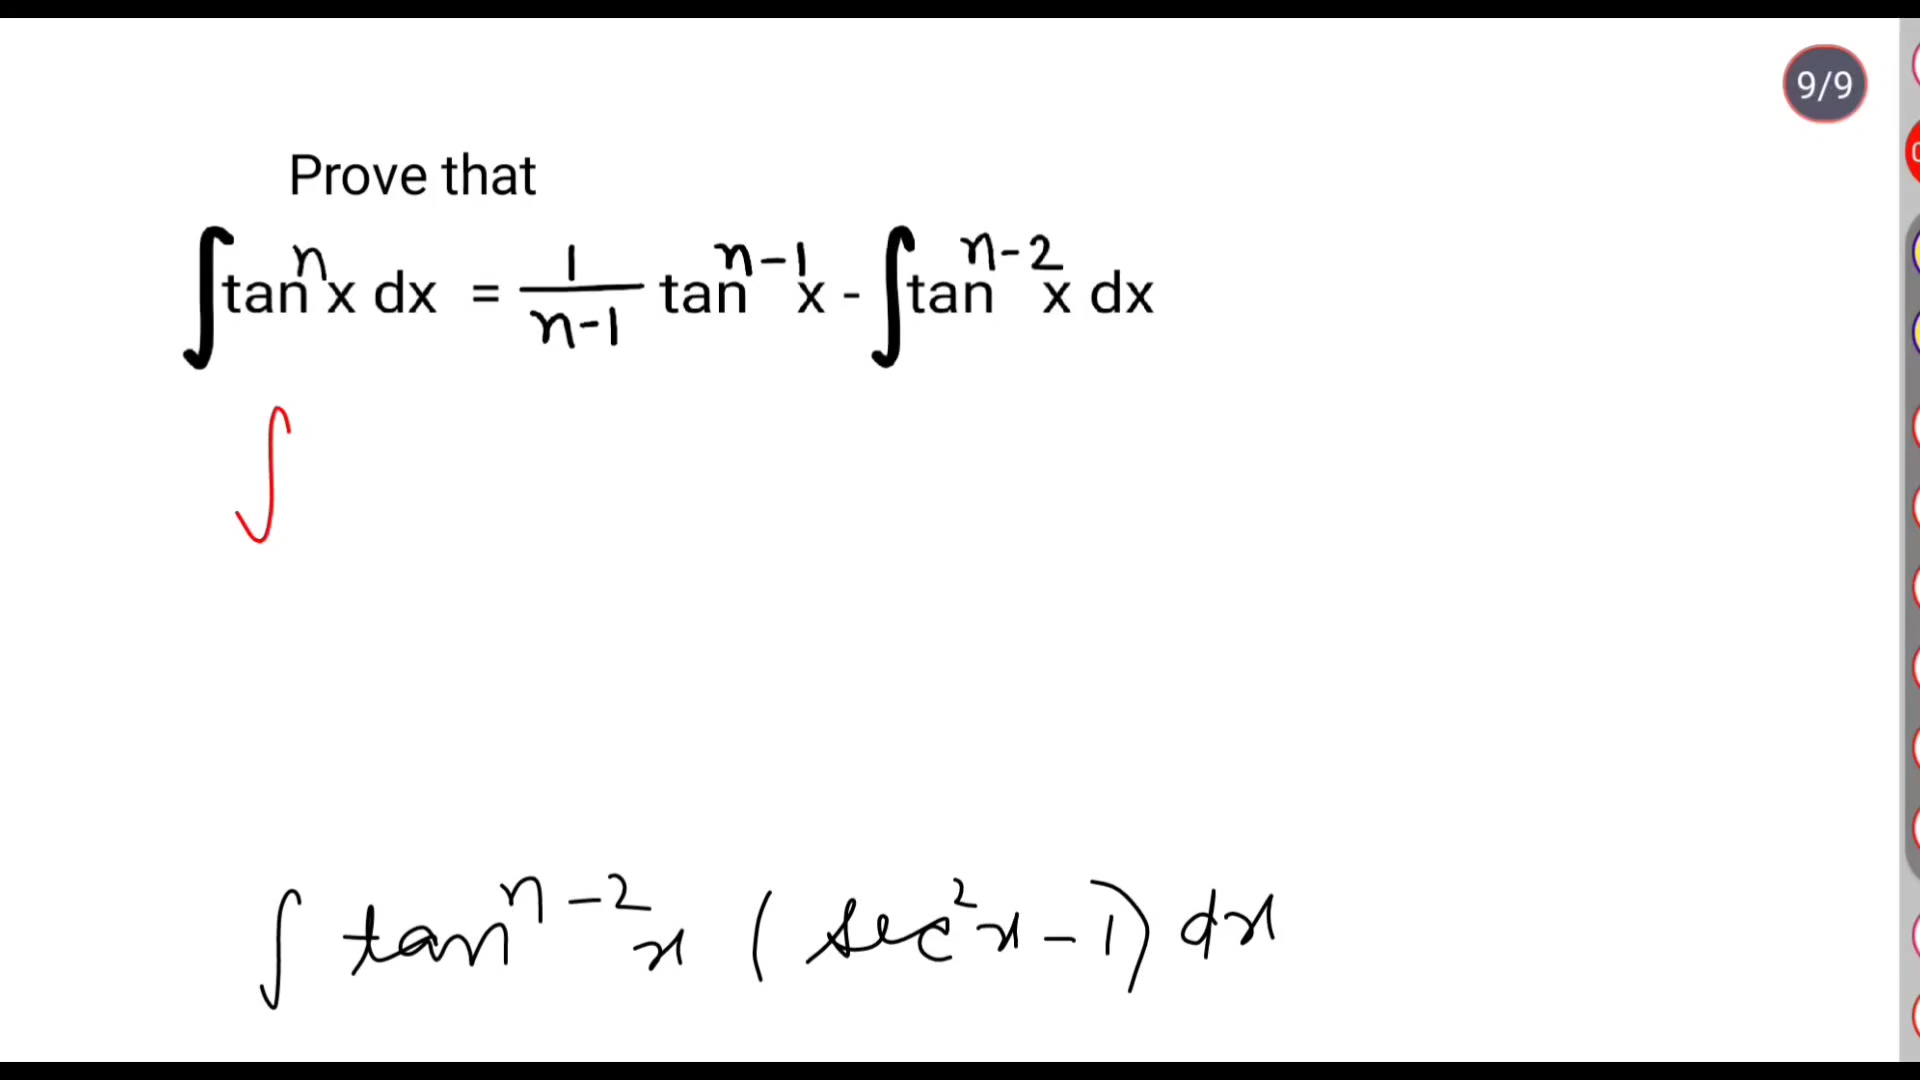 9/9
Prove that
∫tanⁿx dx = 1/(n-1) tanⁿ⁻¹x - ∫tanⁿ⁻²x dx
∫
∫ tanⁿ⁻²x (sec²x - 1) dx